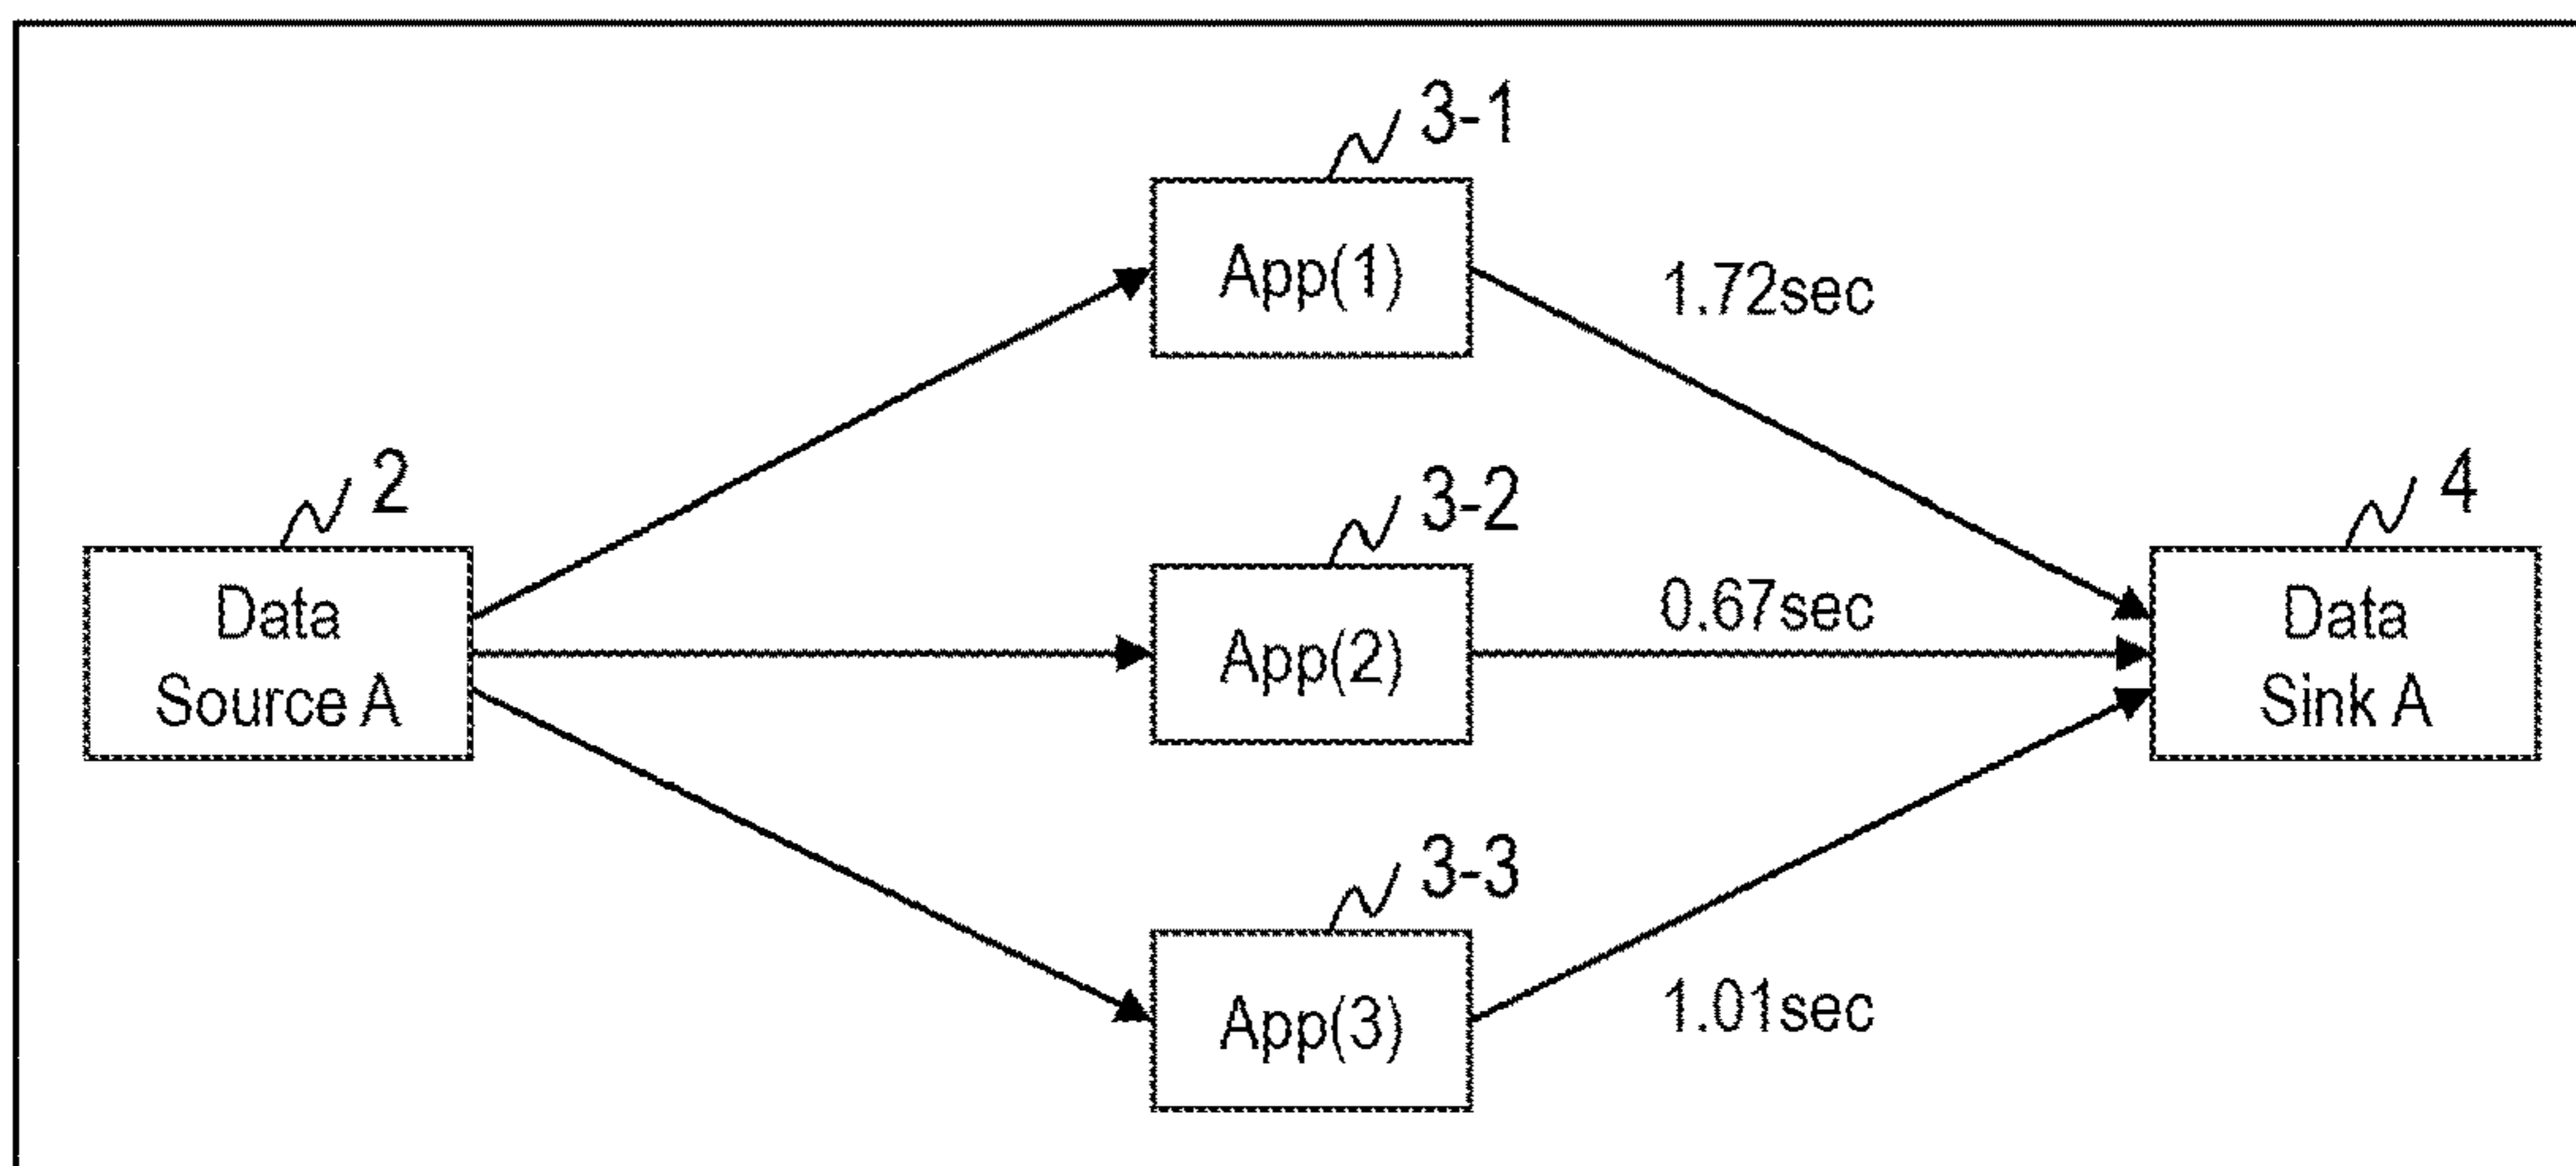 3-1
App(1)
1.72sec
2
Data
Source A
3-2
App(2)
0.67sec
4
Data
Sink A
3-3
App(3)
1.01sec